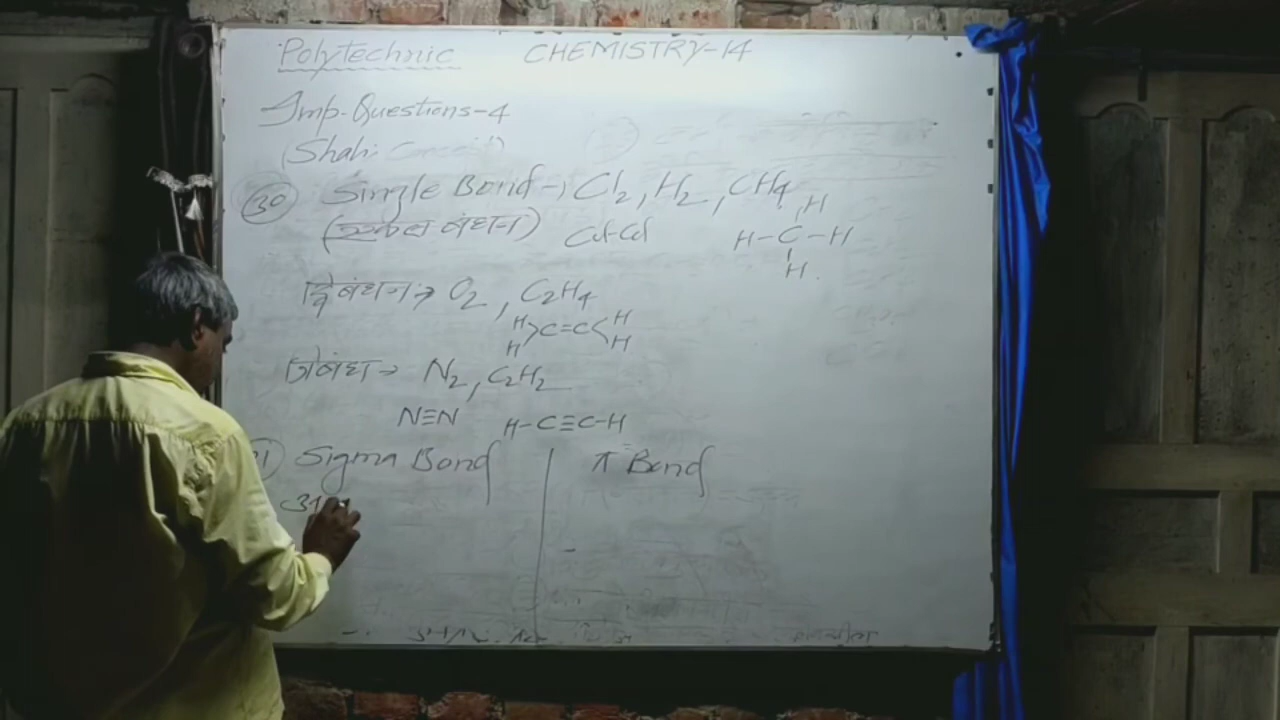 Polytechnic CHEMISTRY-14
Imp. Questions-4
(Shahi
30 Single Bond → Cl2, H2, CH4
(एकल बंधन) Cl-Cl
H
H-C-H
H
द्विबंधन → O2, C2H4
H H
>C=C<
H H
N2, C2H2
N≡N H-C≡C-H
Sigma Bond π Bond